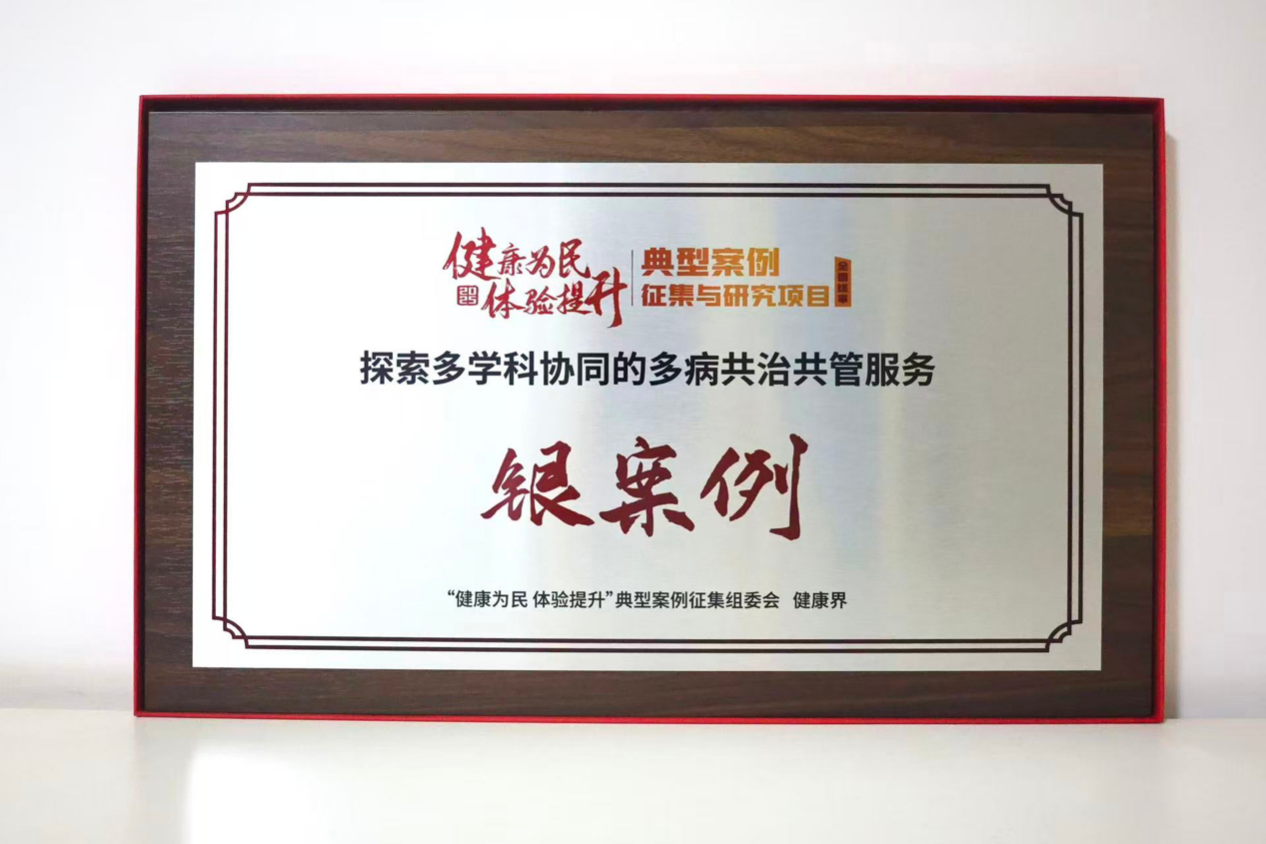 健康为民
体验提升
典型案例
征集与研究项目
探索多学科协同的多病共治共管服务
银案例
“健康为民 体验提升”典型案例征集组委会 健康界